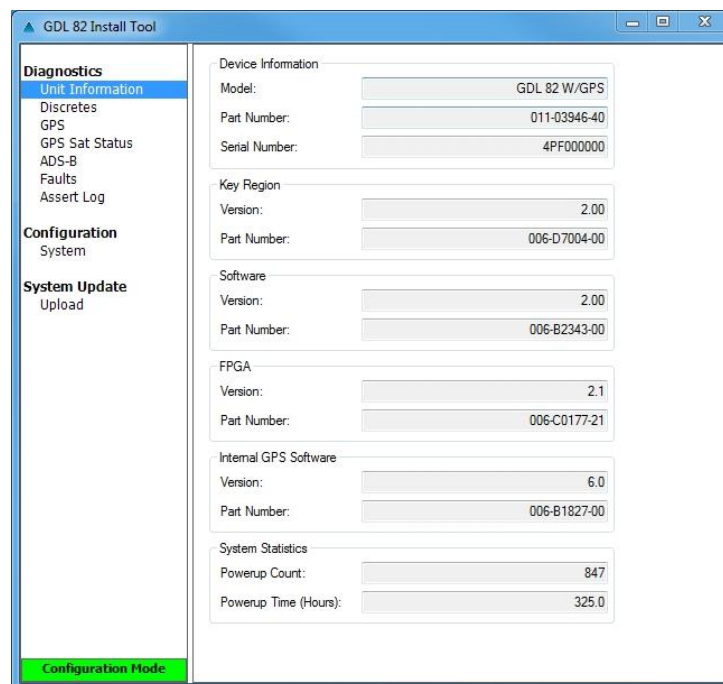 GDL 82 Install Tool
Diagnostics
Unit Information
Discretes
GPS
GPS Sat Status
ADS-B
Faults
Assert Log
Configuration
System
System Update
Upload
Configuration Mode
Device Information
Model: GDL 82 W/GPS
Part Number: 011-03946-40
Serial Number: 4PF000000
Key Region
Version: 2.00
Part Number: 006-D7004-00
Software
Version: 2.00
Part Number: 006-B2343-00
FPGA
Version: 2.1
Part Number: 006-C0177-21
Internal GPS Software
Version: 6.0
Part Number: 006-B1827-00
System Statistics
Powerup Count: 847
Powerup Time (Hours): 325.0